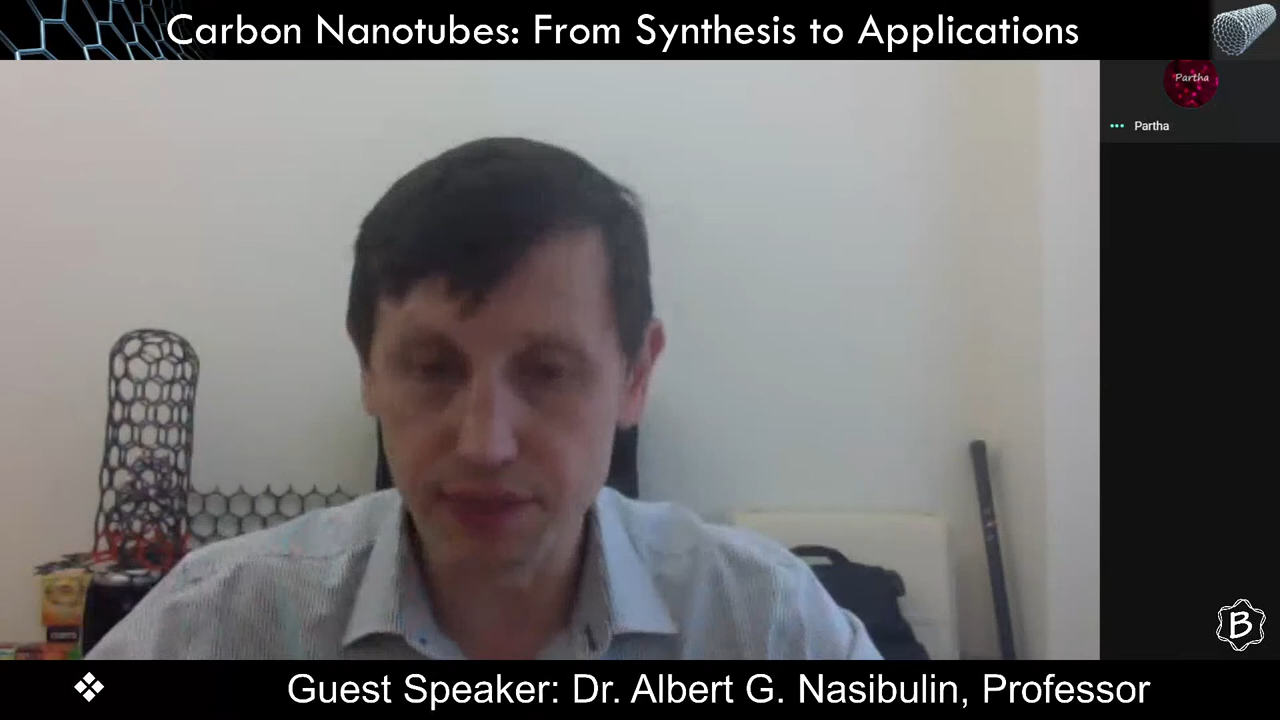 Carbon Nanotubes: From Synthesis to Applications
Partha
Partha
B
Guest Speaker: Dr. Albert G. Nasibulin, Professor